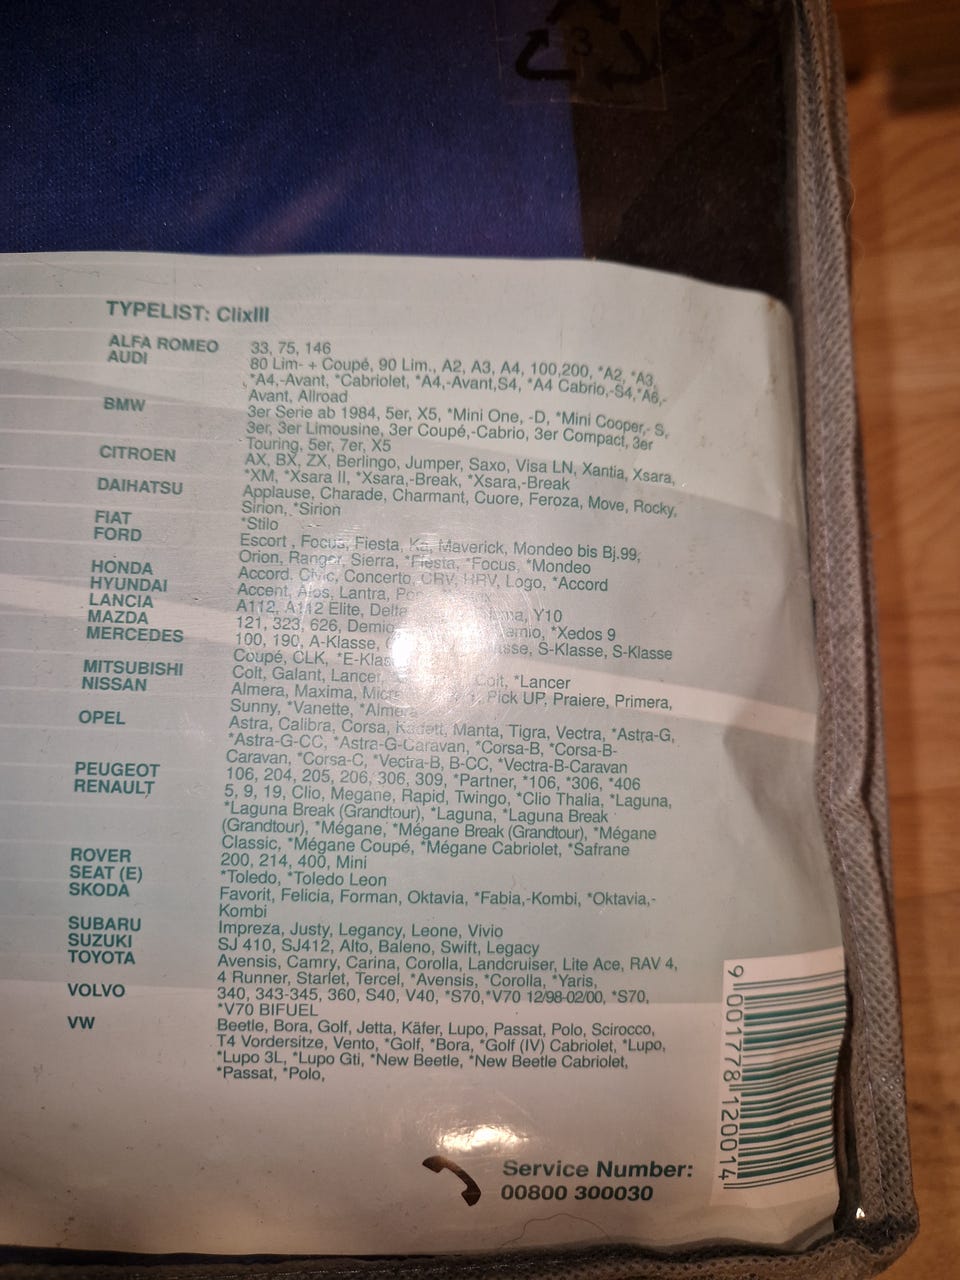 3
TYPELIST: ClixIII
ALFA ROMEO 33, 75, 146
AUDI 80 Lim- + Coupé, 90 Lim., A2, A3, A4, 100,200, *A2, *A3,
*A4,-Avant, *Cabriolet, *A4,-Avant,S4, *A4 Cabrio,-S4,*A6,-
Avant, Allroad
BMW 3er Serie ab 1984, 5er, X5, *Mini One, -D, *Mini Cooper,- S,
3er, 3er Limousine, 3er Coupé,-Cabrio, 3er Compact, 3er
Touring, 5er, 7er, X5
CITROEN AX, BX, ZX, Berlingo, Jumper, Saxo, Visa LN, Xantia, Xsara,
*XM, *Xsara II, *Xsara,-Break, *Xsara,-Break
DAIHATSU Applause, Charade, Charmant, Cuore, Feroza, Move, Rocky,
Sirion, *Sirion
FIAT *Stilo
FORD Escort , Focus, Fiesta, Ka, Maverick, Mondeo bis Bj.99,
Orion, Ranger, Sierra, *Fiesta, *Focus, *Mondeo
HONDA Accord, Civic, Concerto, CRV, HRV, Logo, *Accord
HYUNDAI Accent, Atos, Lantra,
LANCIA A112, A112 Elite, Delta Y10
MAZDA 121, 323, 626, Demio *Xedos 9
MERCEDES 100, 190, A-Klasse, S-Klasse, S-Klasse
Coupé, CLK,
MITSUBISHI Colt, Galant, Lancer, *Lancer
NISSAN Almera, Maxima, Pick UP, Praiere, Primera,
Sunny, *Vanette, *Almera
OPEL Astra, Calibra, Corsa, Kadett, Manta, Tigra, Vectra, *Astra-G,
*Astra-G-CC, *Astra-G-Caravan, *Corsa-B, *Corsa-B-
Caravan, *Corsa-C, *Vectra-B, B-CC, *Vectra-B-Caravan
PEUGEOT 106, 204, 205, 206, 306, 309, *Partner, *106, *306, *406
RENAULT 5, 9, 19, Clio, Megane, Rapid, Twingo, *Clio Thalia, *Laguna,
*Laguna Break (Grandtour), *Laguna, *Laguna Break
(Grandtour), *Mégane, *Mégane Break (Grandtour), *Mégane
Classic, *Mégane Coupé, *Mégane Cabriolet, *Safrane
ROVER 200, 214, 400, Mini
SEAT (E) *Toledo, *Toledo Leon
SKODA Favorit, Felicia, Forman, Oktavia, *Fabia,-Kombi, *Oktavia,-
Kombi
SUBARU Impreza, Justy, Legancy, Leone, Vivio
SUZUKI SJ 410, SJ412, Alto, Baleno, Swift, Legacy
TOYOTA Avensis, Camry, Carina, Corolla, Landcruiser, Lite Ace, RAV 4,
4 Runner, Starlet, Tercel, *Avensis, *Corolla, *Yaris,
VOLVO 340, 343-345, 360, S40, V40, *S70,*V70 12/98-02/00, *S70,
*V70 BIFUEL
VW Beetle, Bora, Golf, Jetta, Käfer, Lupo, Passat, Polo, Scirocco,
T4 Vordersitze, Vento, *Golf, *Bora, *Golf (IV) Cabriolet, *Lupo,
*Lupo 3L, *Lupo Gti, *New Beetle, *New Beetle Cabriolet,
*Passat, *Polo,
Service Number:
00800 300030
9 001778 120014